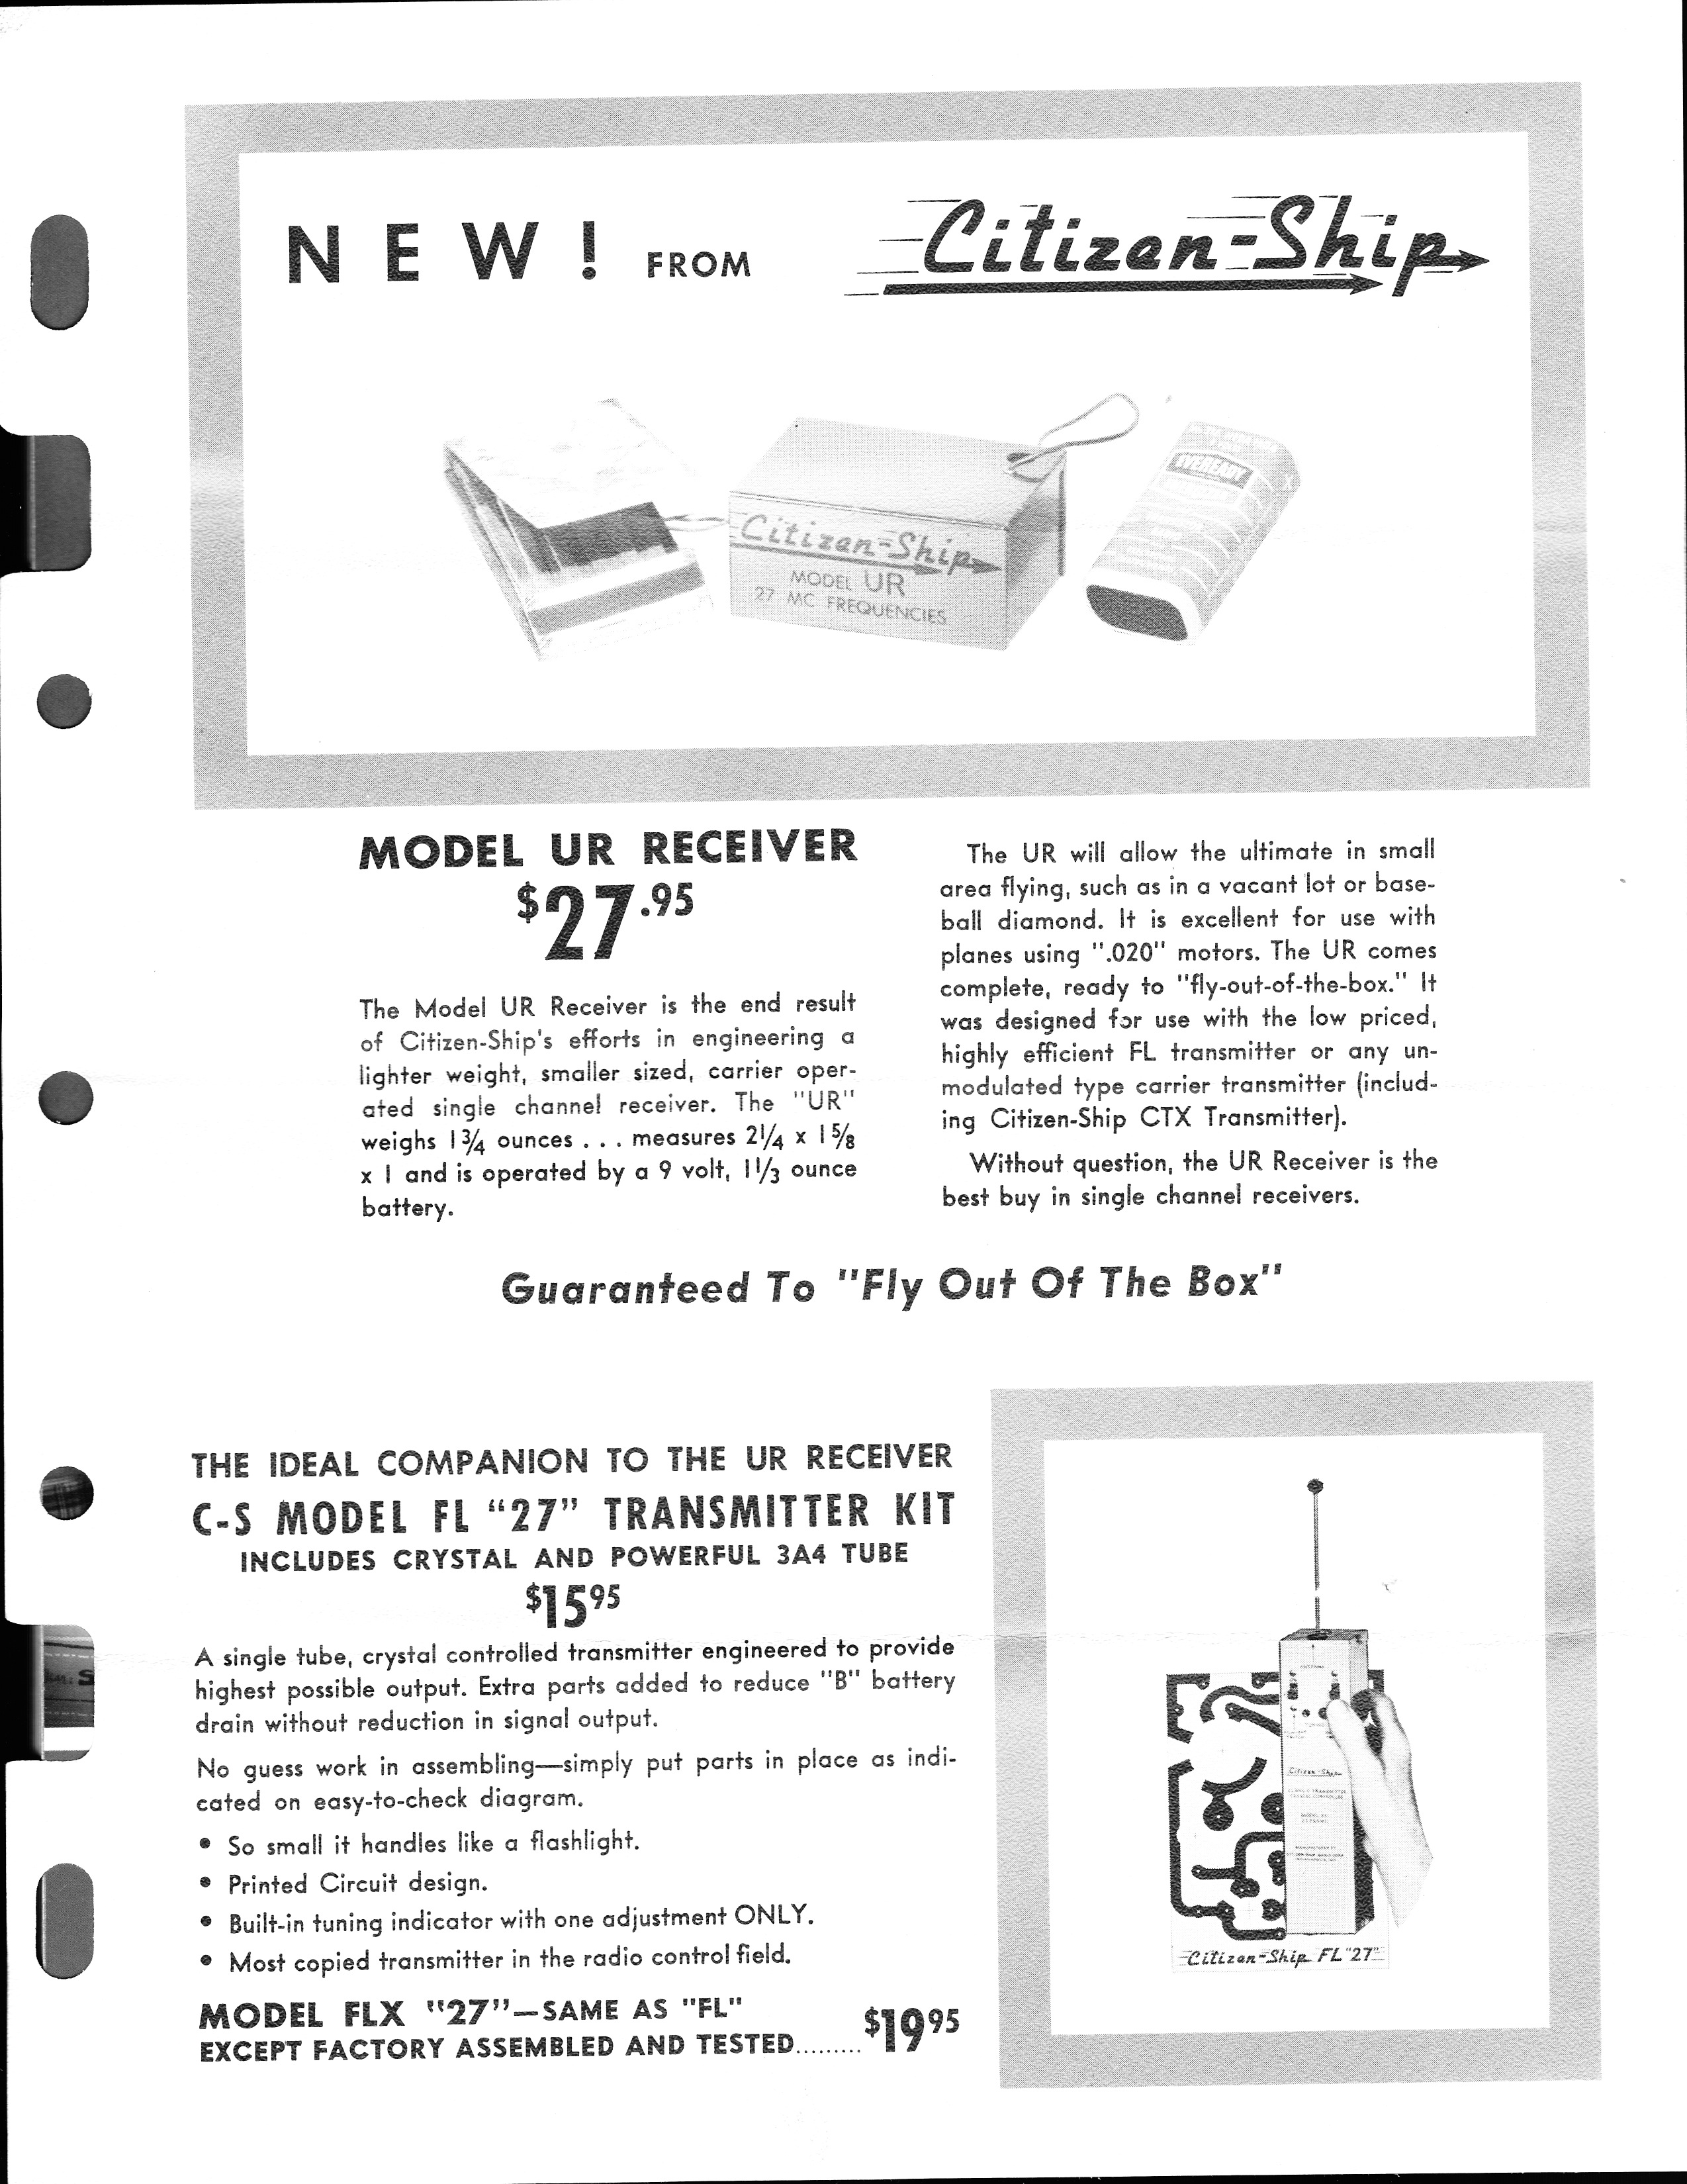 NEW! FROM Citizen-Ship
EVEREADY
Citizen-Ship
MODEL UR
27 MC FREQUENCIES
MODEL UR RECEIVER
$27.95
The Model UR Receiver is the end result
of Citizen-Ship's efforts in engineering a
lighter weight, smaller sized, carrier oper-
ated single channel receiver. The "UR"
weighs 1¾ ounces . . . measures 2¼ x 1⅝
x 1 and is operated by a 9 volt, 1⅓ ounce
battery.
The UR will allow the ultimate in small
area flying, such as in a vacant lot or base-
ball diamond. It is excellent for use with
planes using ".020" motors. The UR comes
complete, ready to "fly-out-of-the-box." It
was designed for use with the low priced,
highly efficient FL transmitter or any un-
modulated type carrier transmitter (includ-
ing Citizen-Ship CTX Transmitter).
Without question, the UR Receiver is the
best buy in single channel receivers.
Guaranteed To "Fly Out Of The Box"
THE IDEAL COMPANION TO THE UR RECEIVER
C-S MODEL FL "27" TRANSMITTER KIT
INCLUDES CRYSTAL AND POWERFUL 3A4 TUBE
$15 95
A single tube, crystal controlled transmitter engineered to provide
highest possible output. Extra parts added to reduce "B" battery
drain without reduction in signal output.
No guess work in assembling—simply put parts in place as indi-
cated on easy-to-check diagram.
• So small it handles like a flashlight.
• Printed Circuit design.
• Built-in tuning indicator with one adjustment ONLY.
• Most copied transmitter in the radio control field.
MODEL FLX "27"—SAME AS "FL"
EXCEPT FACTORY ASSEMBLED AND TESTED......... $19 95
Citizen-Ship
Citizen-Ship FL "27"